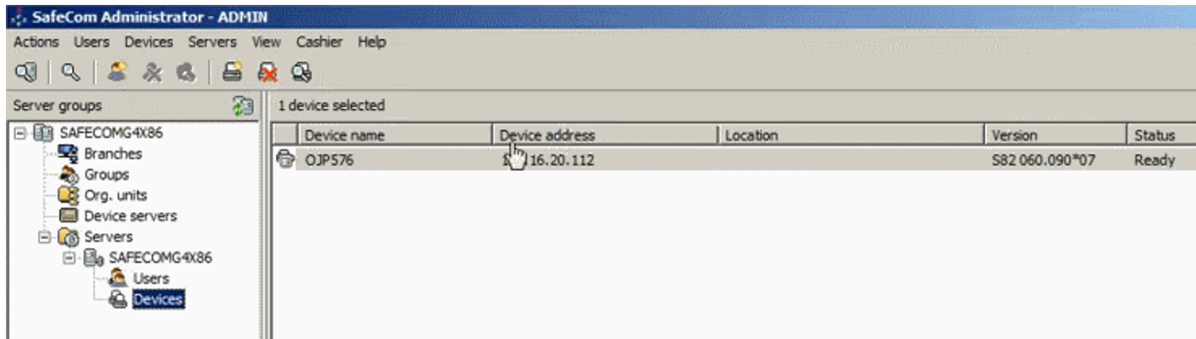 SafeCom Administrator - ADMIN
Actions Users Devices Servers View Cashier Help
Server groups
1 device selected
SAFECOMG4X86
Branches
Groups
Org. units
Device servers
Servers
SAFECOMG4X86
Users
Devices
Device name Device address Location Version Status
OJP576 16.20.112 S82 060.090*07 Ready